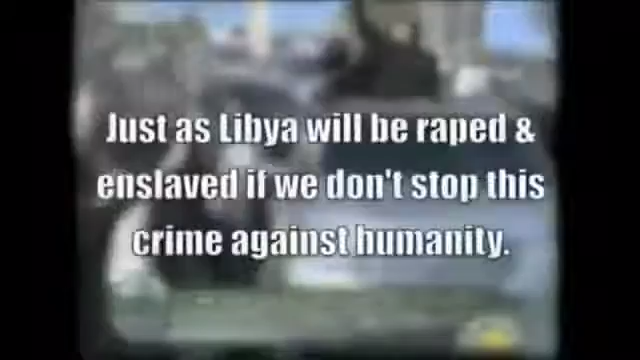 Just as Libya will be raped &
enslaved if we don't stop this
crime against humanity.